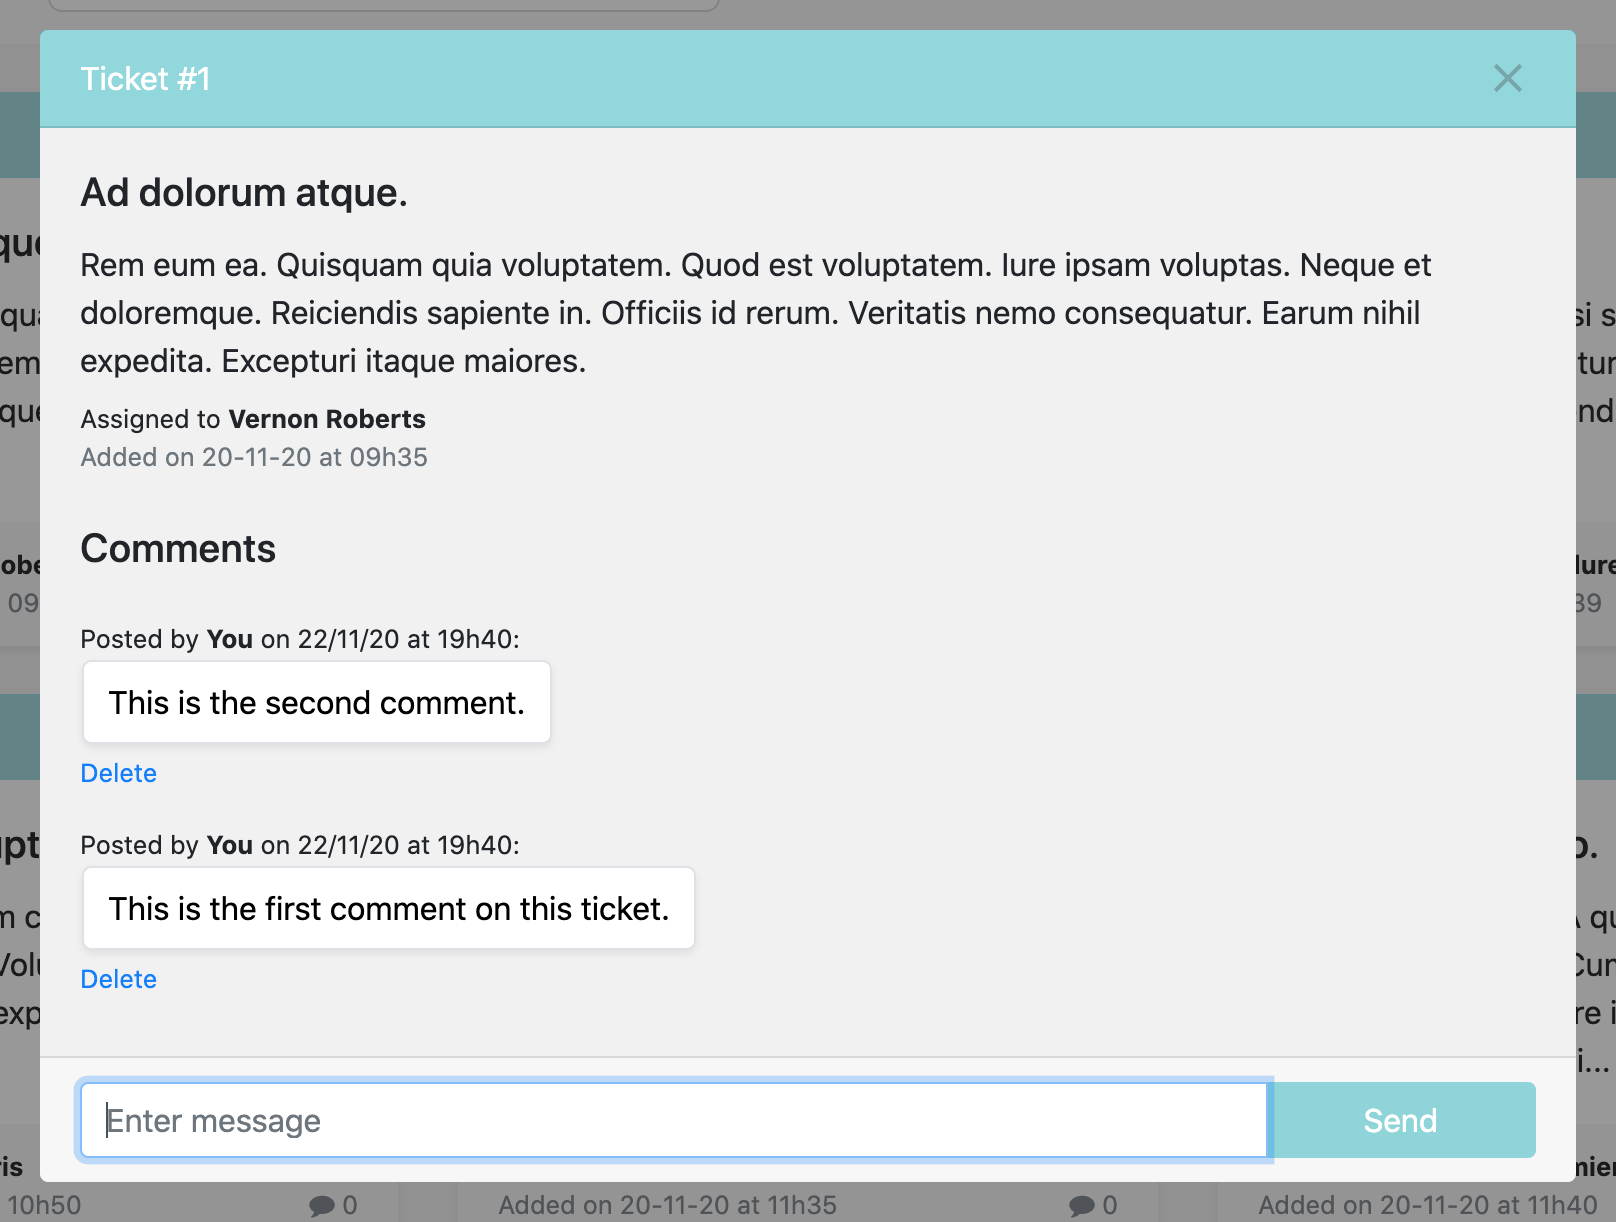 Ticket #1
Ad dolorum atque.
Rem eum ea. Quisquam quia voluptatem. Quod est voluptatem. Iure ipsam voluptas. Neque et
doloremque. Reiciendis sapiente in. Officiis id rerum. Veritatis nemo consequatur. Earum nihil
expedita. Excepturi itaque maiores.
Assigned to Vernon Roberts
Added on 20-11-20 at 09h35
Comments
Posted by You on 22/11/20 at 19h40:
This is the second comment.
Delete
Posted by You on 22/11/20 at 19h40:
This is the first comment on this ticket.
Delete
Enter message
Send
10h50 0 Added on 20-11-20 at 11h35 0 Added on 20-11-20 at 11h40